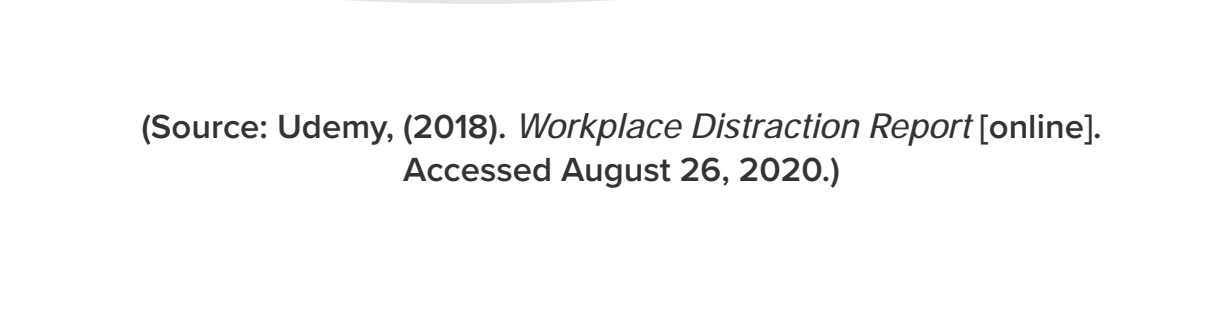 (Source: Udemy, (2018). Workplace Distraction Report [online].
Accessed August 26, 2020.)